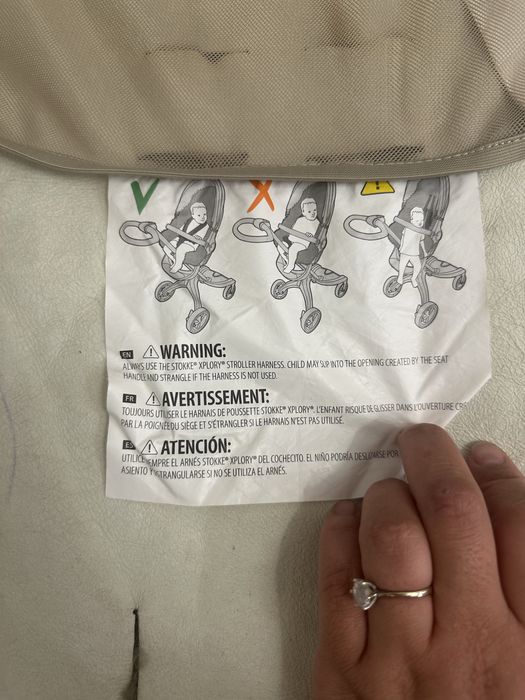 EN WARNING:
ALWAYS USE THE STOKKE® XPLORY® STROLLER HARNESS. CHILD MAY SLIP INTO THE OPENING CREATED BY THE SEAT
HANDLE AND STRANGLE IF THE HARNESS IS NOT USED.
FR AVERTISSEMENT:
TOUJOURS UTILISER LE HARNAIS DE POUSSETTE STOKKE® XPLORY®. L'ENFANT RISQUE DE GLISSER DANS L'OUVERTURE
PAR LA POIGNÉE DU SIÈGE ET S'ÉTRANGLER SI LE HARNAIS N'EST PAS UTILISÉ.
ES ATENCIÓN:
UTILICE SIEMPRE EL ARNÉS STOKKE® XPLORY® DEL COCHECITO. EL NIÑO PODRÍA DESLIZARSE POR
ASIENTO Y ESTRANGULARSE SI NO SE UTILIZA EL ARNÉS.